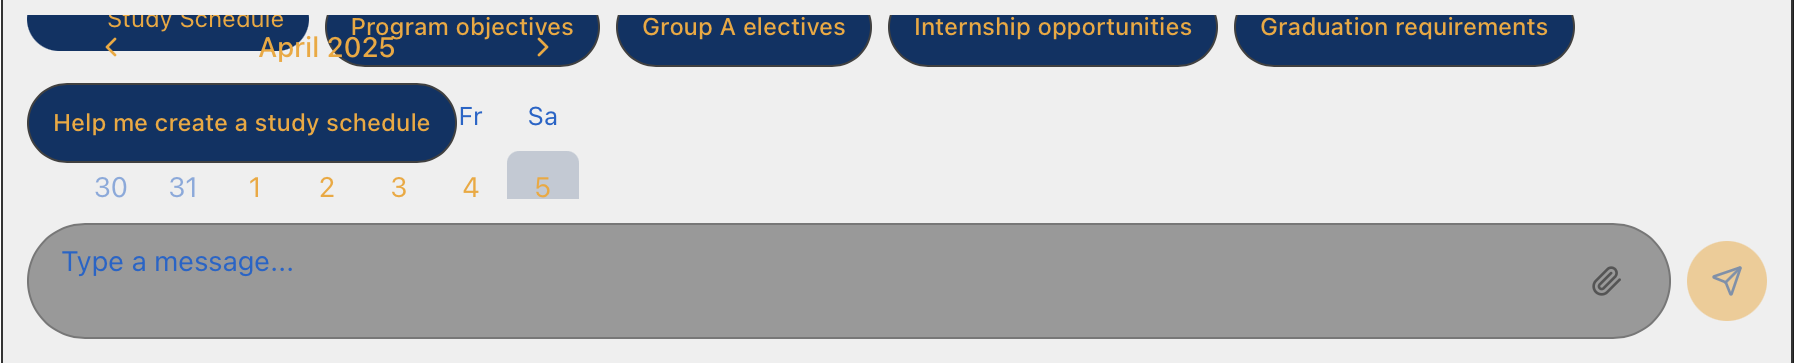 Study Schedule
Program objectives
Group A electives
Internship opportunities
Graduation requirements
April 2025
Help me create a study schedule
Fr Sa
30 31 1 2 3 4 5
Type a message...